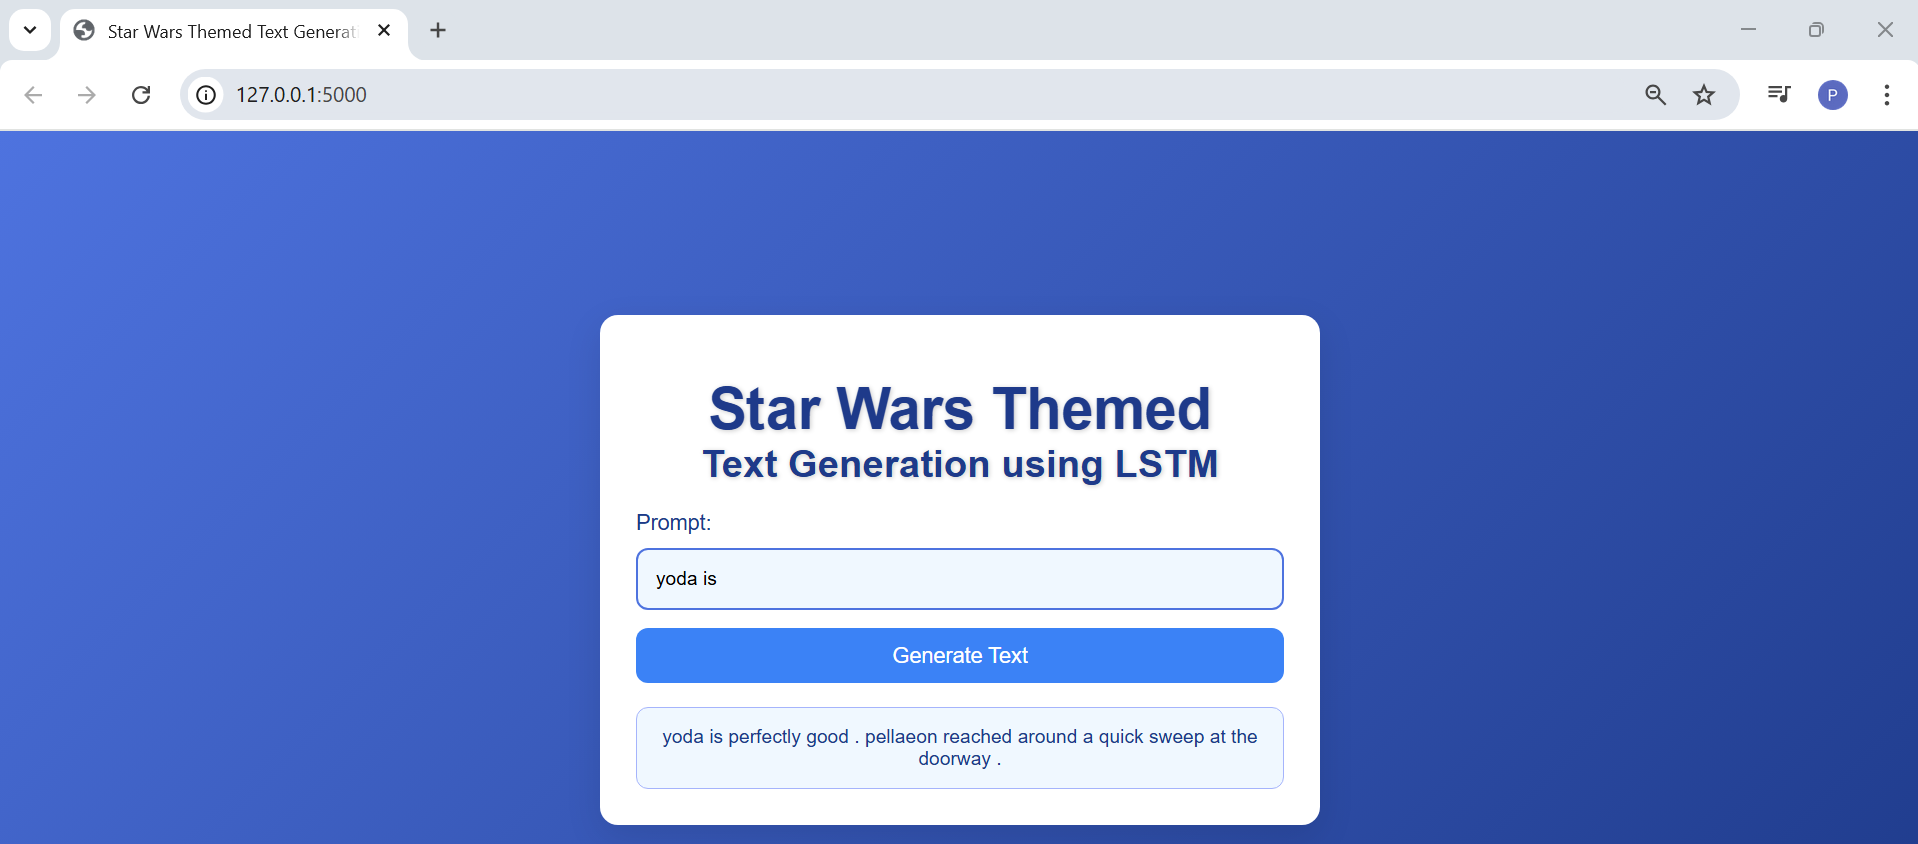 Star Wars Themed Text Generat
127.0.0.1:5000
P
Star Wars Themed
Text Generation using LSTM
Prompt:
yoda is
Generate Text
yoda is perfectly good . pellaeon reached around a quick sweep at the
doorway .